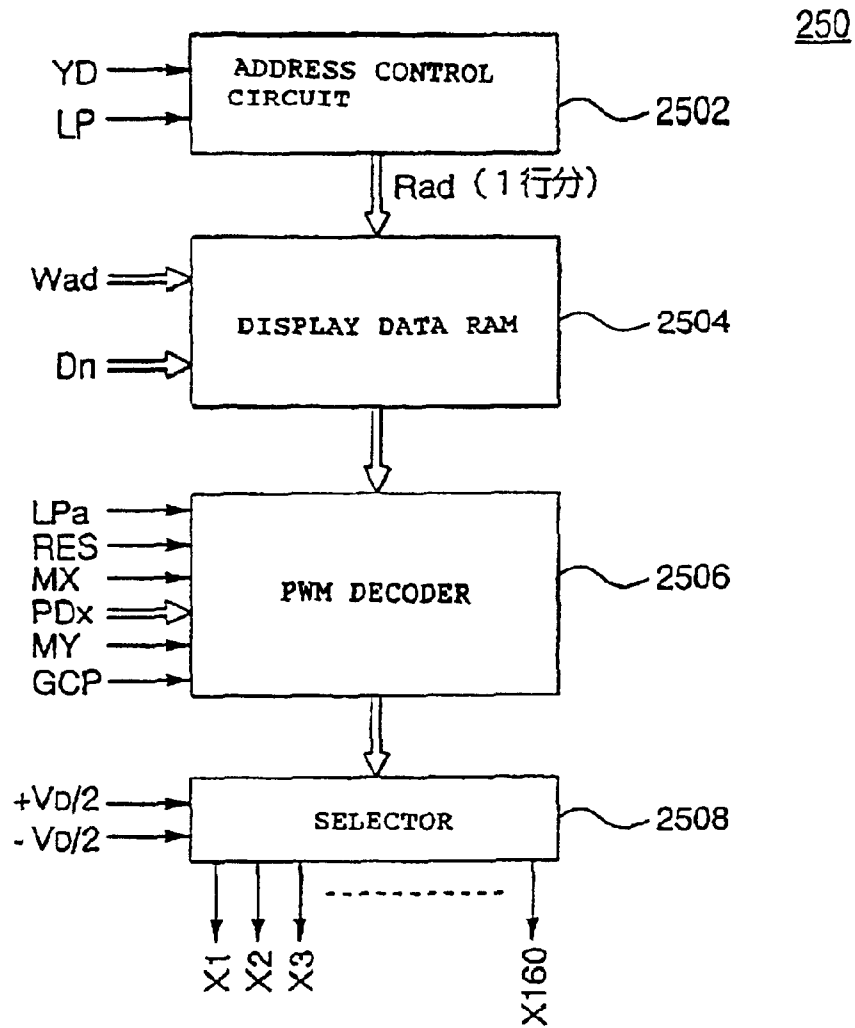 250
YD
LP
ADDRESS CONTROL
CIRCUIT
2502
Rad (1行分)
Wad
Dn
DISPLAY DATA RAM
2504
LPa
RES
MX
PDx
MY
GCP
PWM DECODER
2506
+VD/2
-VD/2
SELECTOR
2508
X1
X2
X3
X160